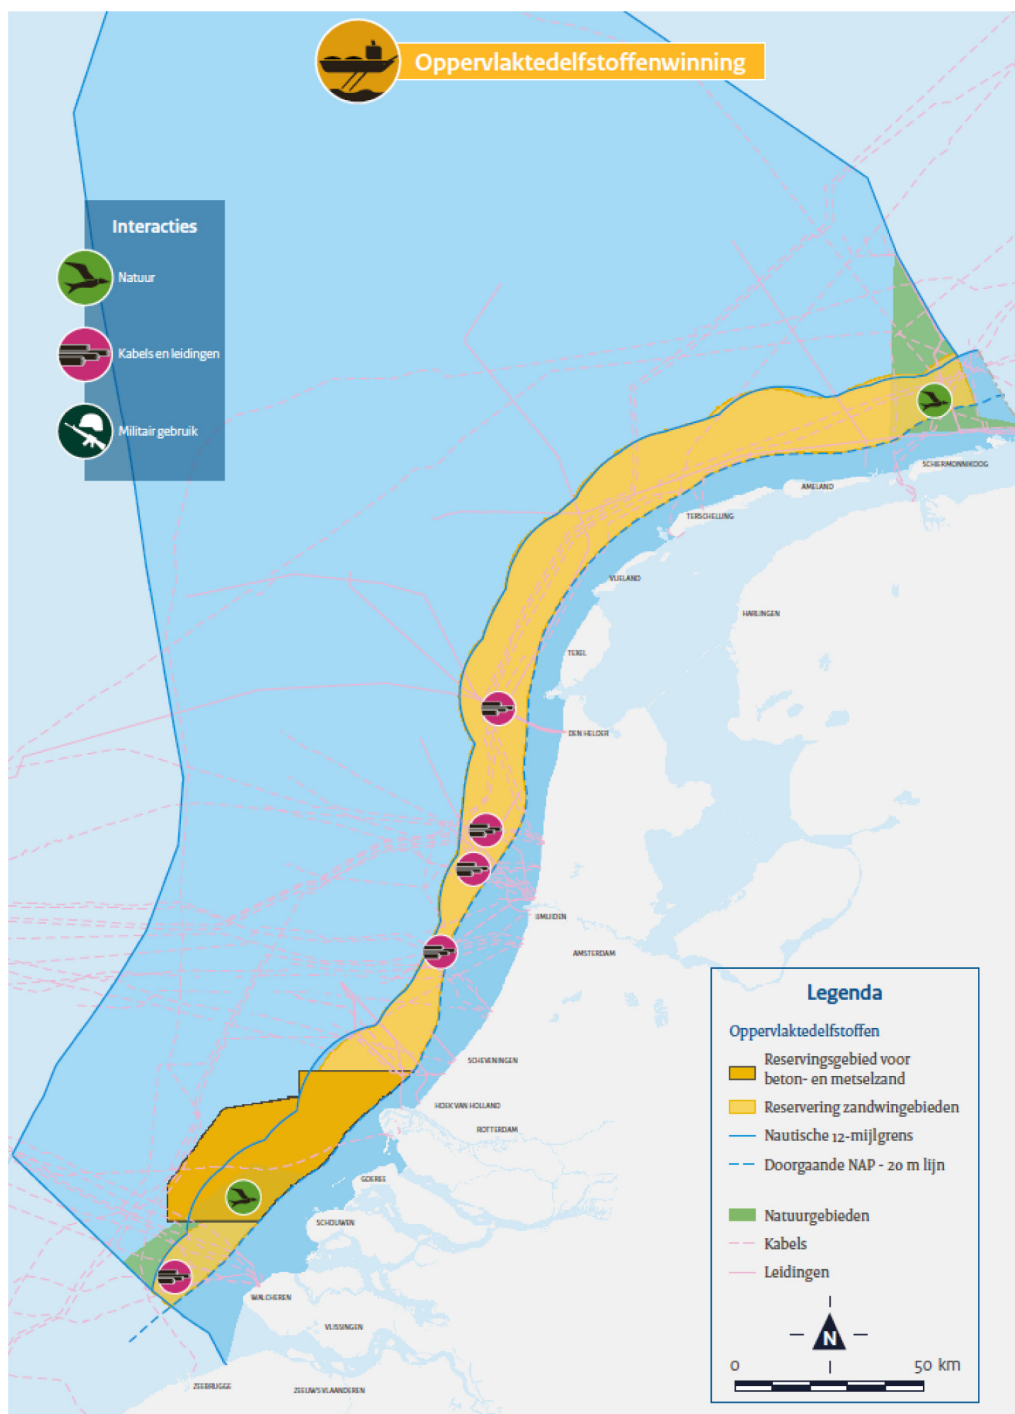 Oppervlaktedelfstoffenwinning
Interacties
Natuur
Kabels en leidingen
Militair gebruik
SCHIERMONNIKOOG
AMELAND
TERSCHELLING
VLIELAND
HARLINGEN
TEXEL
DEN HELDER
IJMUIDEN
AMSTERDAM
SCHEVENINGEN
HOEK VAN HOLLAND
ROTTERDAM
GOEREE
SCHOUWEN
WALCHEREN
VLISSINGEN
ZEEBRUGGE
ZEEUWS VLAANDEREN
Legenda
Oppervlaktedelfstoffen
Reserveringsgebied voor
beton- en metselzand
Reservering zandwingebieden
Nautische 12-mijlgrens
Doorgaande NAP - 20 m lijn
Natuurgebieden
Kabels
Leidingen
N
0 50 km